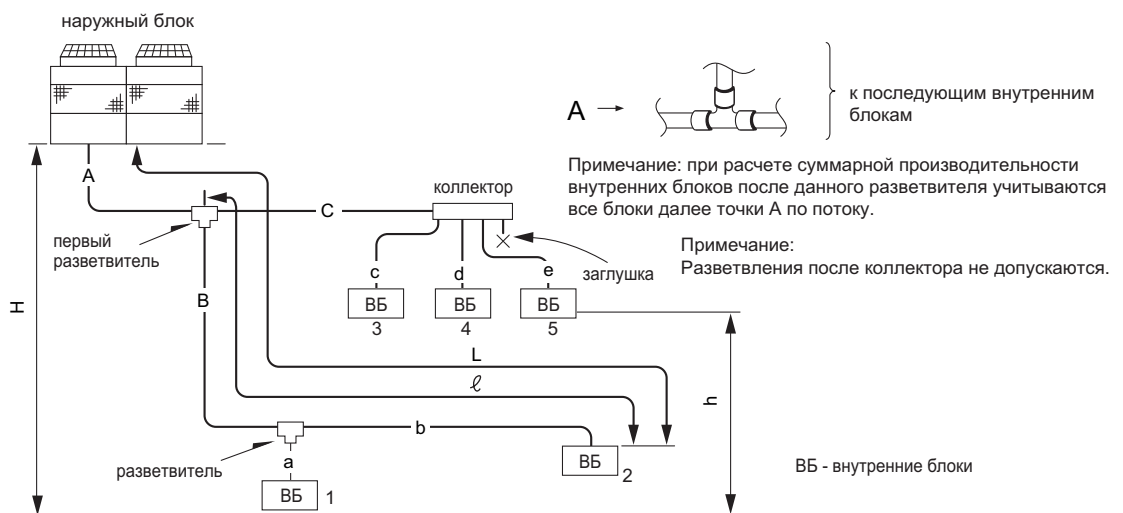 наружный блок
A →
к последующим внутренним
блокам
Примечание: при расчете суммарной производительности
внутренних блоков после данного разветвителя учитываются
все блоки далее точки А по потоку.
Примечание:
Разветвления после коллектора не допускаются.
A
коллектор
C
первый
разветвитель
заглушка
c
d
e
B
ВБ
ВБ
ВБ
3
4
5
H
L
ℓ
h
b
разветвитель
a
ВБ
1
ВБ
2
ВБ - внутренние блоки